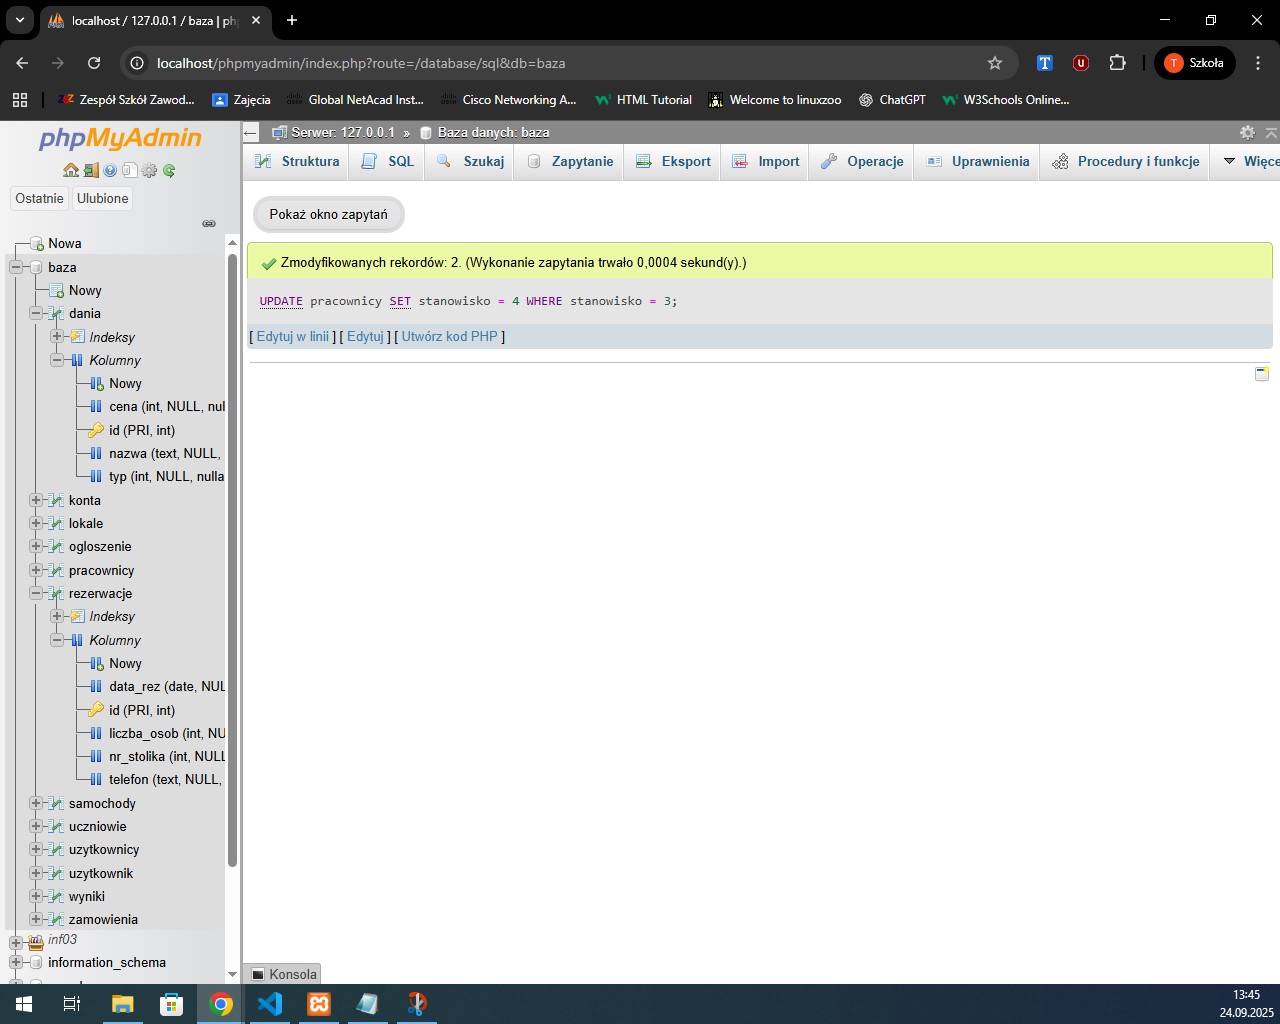 localhost / 127.0.0.1 / baza | ph
localhost/phpmyadmin/index.php?route=/database/sql&db=baza
T Szkoła
Zespół Szkół Zawod...
Zajęcia
Global NetAcad Inst...
Cisco Networking A...
HTML Tutorial
Welcome to linuxzoo
ChatGPT
W3Schools Online...
phpMyAdmin
Ostatnie
Ulubione
Nowa
baza
Nowy
dania
Indeksy
Kolumny
Nowy
cena (int, NULL, nul
id (PRI, int)
nazwa (text, NULL,
typ (int, NULL, nulla
konta
lokale
ogloszenie
pracownicy
rezerwacje
Indeksy
Kolumny
Nowy
data_rez (date, NUL
id (PRI, int)
liczba_osob (int, NU
nr_stolika (int, NULL
telefon (text, NULL,
samochody
uczniowie
uzytkownicy
uzytkownik
wyniki
zamowienia
inf03
information_schema
Serwer: 127.0.0.1 » Baza danych: baza
Struktura
SQL
Szukaj
Zapytanie
Eksport
Import
Operacje
Uprawnienia
Procedury i funkcje
Więce
Pokaż okno zapytań
Zmodyfikowanych rekordów: 2. (Wykonanie zapytania trwało 0,0004 sekund(y).)
UPDATE pracownicy SET stanowisko = 4 WHERE stanowisko = 3;
[ Edytuj w linii ] [ Edytuj ] [ Utwórz kod PHP ]
Konsola
13:45
24.09.2025